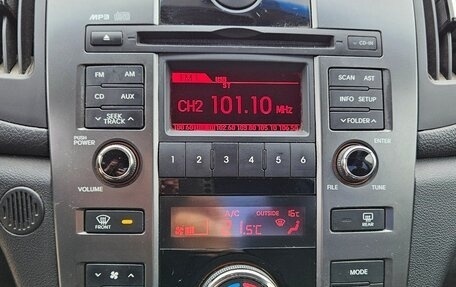 MP3
CD-IN
FM AM
CD AUX
SEEK
TRACK
ST
CH2 101.10 MHz
SCAN AST
INFO SETUP
FOLDER
PUSH
POWER
VOLUME
1 2 3 4 5 6
ENTER
FILE TUNE
FRONT
A/C OUTSIDE
REAR
MODE